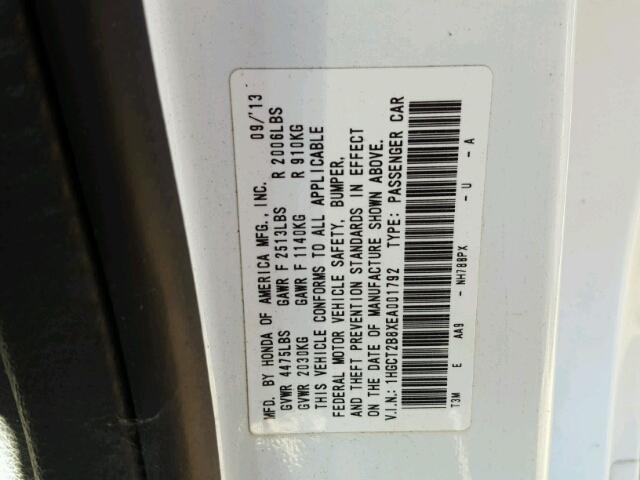 MFD. BY HONDA OF AMERICA MFG., INC. 09/'13
GVWR 4475LBS GAWR F 2513LBS R 2006LBS
GVWR 2030KG GAWR F 1140KG R 910KG
THIS VEHICLE CONFORMS TO ALL APPLICABLE
FEDERAL MOTOR VEHICLE SAFETY, BUMPER,
AND THEFT PREVENTION STANDARDS IN EFFECT
ON THE DATE OF MANUFACTURE SHOWN ABOVE.
V.I.N.: 1HGCT2B8XEA001792 TYPE: PASSENGER CAR
T3M E AA9 - NH788PX - U - A